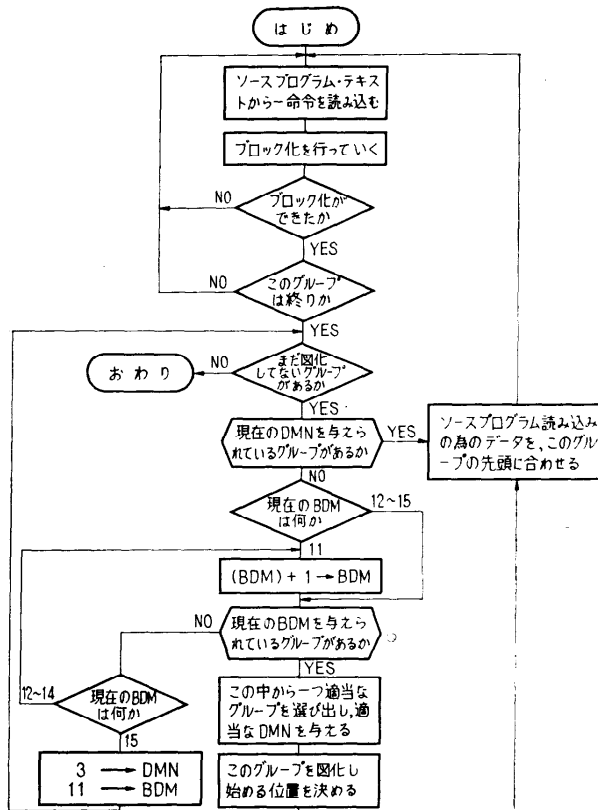 はじめ
ソースプログラム・テキ
ストから一命令を読み込む
ブロック化を行っていく
NO
ブロック化が
できたか
YES
NO
このグループ
は終りか
YES
おわり
NO
まだ図化
してないグループ
があるか
YES
現在のDMNを与えら
れているグループがあるか
YES
ソースプログラム読み込み
の為のデータを、このグル
ープの先頭に合わせる
NO
現在のBDM
は何か
12~15
11
(BDM)+1→BDM
NO
現在のBDMを与えら
れているグループがあるか
YES
12~14
現在のBDM
は何か
15
この中から一つ適当な
グループを選び出し,適
当なDMNを与える
3 → DMN
11 → BDM
このグループを図化し
始める位置を決める